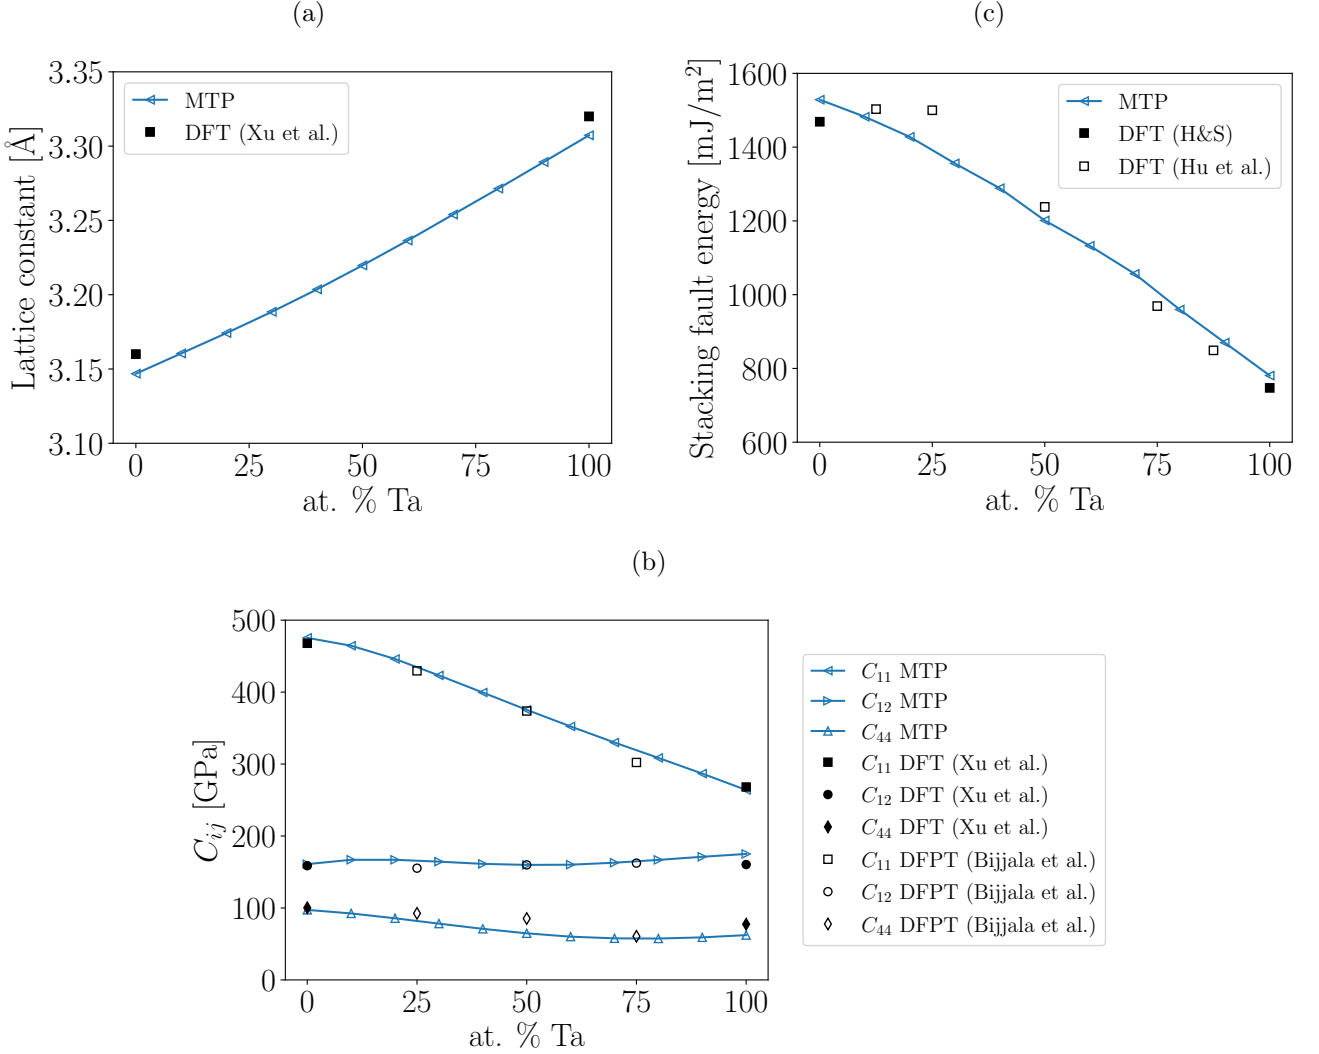 (a)
3.35
3.30
3.25
3.20
3.15
3.10
Lattice constant [Å]
MTP
DFT (Xu et al.)
0 25 50 75 100
at. % Ta
(c)
1600
1400
1200
1000
800
600
Stacking fault energy [mJ/m²]
MTP
DFT (H&S)
DFT (Hu et al.)
0 25 50 75 100
at. % Ta
(b)
500
400
300
200
100
0
C_{ij} [GPa]
0 25 50 75 100
at. % Ta
C₁₁ MTP
C₁₂ MTP
C₄₄ MTP
C₁₁ DFT (Xu et al.)
C₁₂ DFT (Xu et al.)
C₄₄ DFT (Xu et al.)
C₁₁ DFPT (Bijjala et al.)
C₁₂ DFPT (Bijjala et al.)
C₄₄ DFPT (Bijjala et al.)